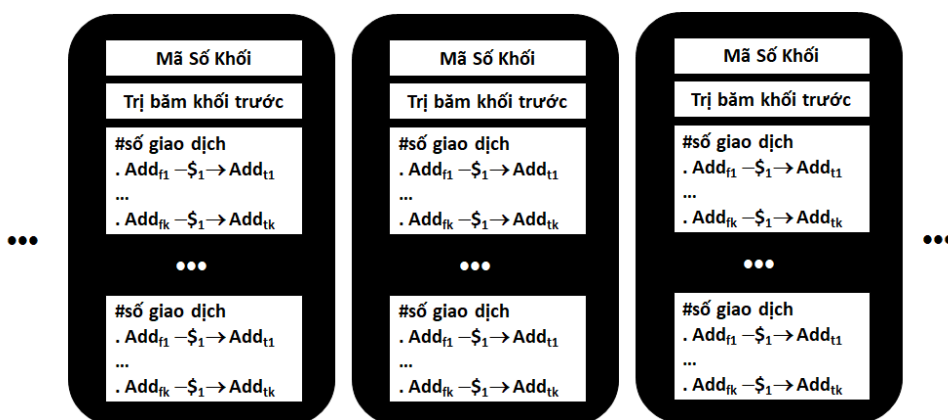 Mã Số Khối
Trị băm khối trước
#số giao dịch
. Addf1 –$1→ Addt1
...
. Addfk –$1→ Addtk
•••
#số giao dịch
. Addf1 –$1→ Addt1
...
. Addfk –$1→ Addtk
Mã Số Khối
Trị băm khối trước
#số giao dịch
. Addf1 –$1→ Addt1
...
. Addfk –$1→ Addtk
•••
#số giao dịch
. Addf1 –$1→ Addt1
...
. Addfk –$1→ Addtk
Mã Số Khối
Trị băm khối trước
#số giao dịch
. Addf1 –$1→ Addt1
...
. Addfk –$1→ Addtk
•••
#số giao dịch
. Addf1 –$1→ Addt1
...
. Addfk –$1→ Addtk